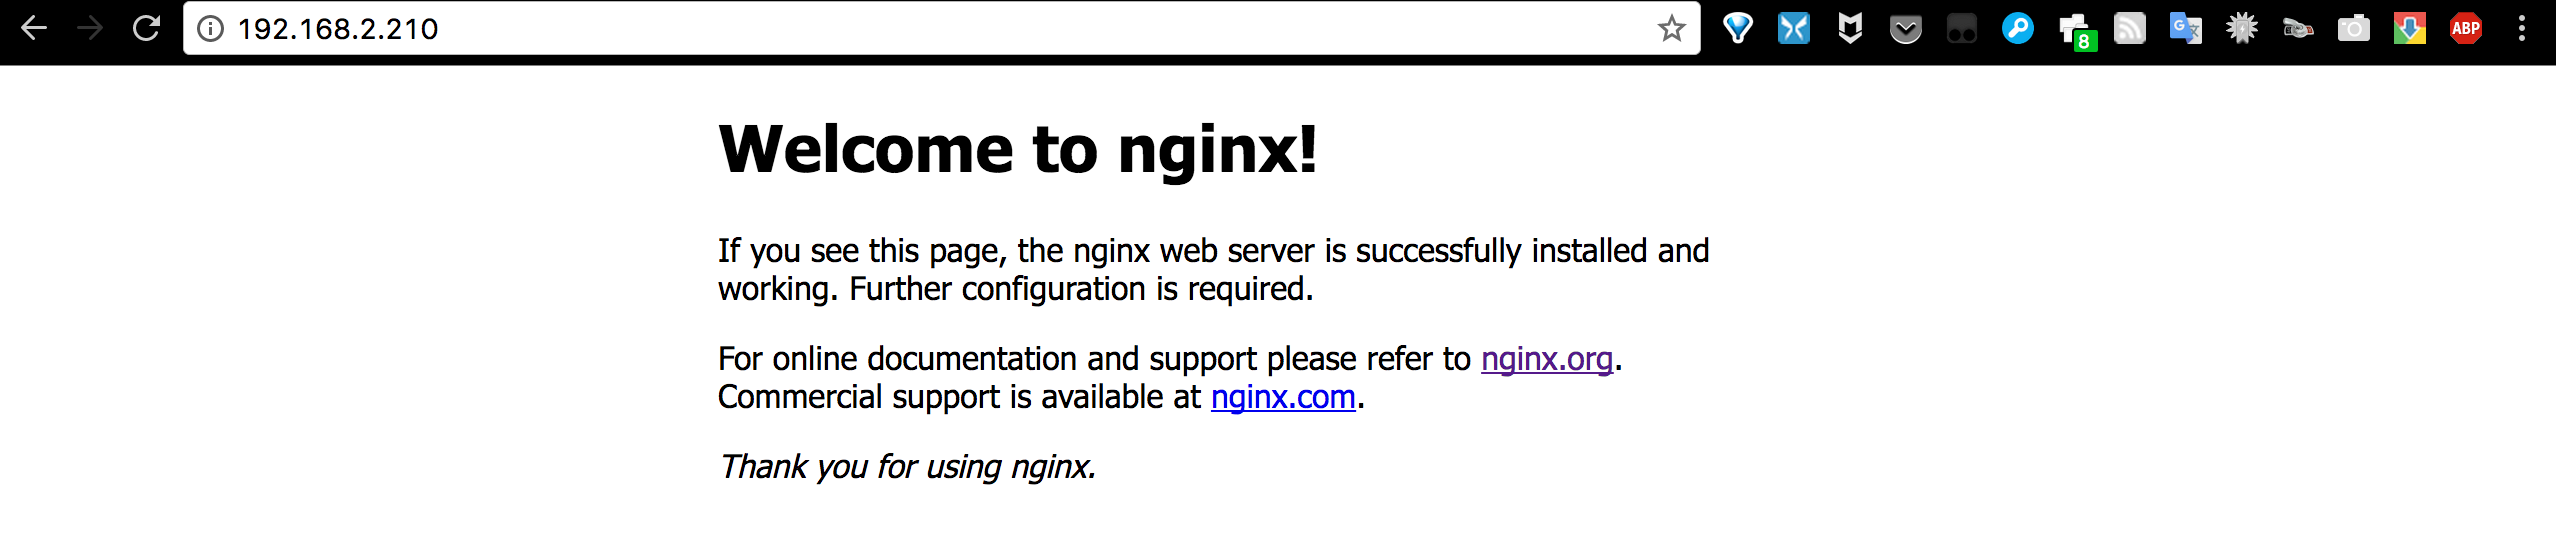 192.168.2.210
8
G
ABP
Welcome to nginx!
If you see this page, the nginx web server is successfully installed and
working. Further configuration is required.
For online documentation and support please refer to nginx.org.
Commercial support is available at nginx.com.
Thank you for using nginx.